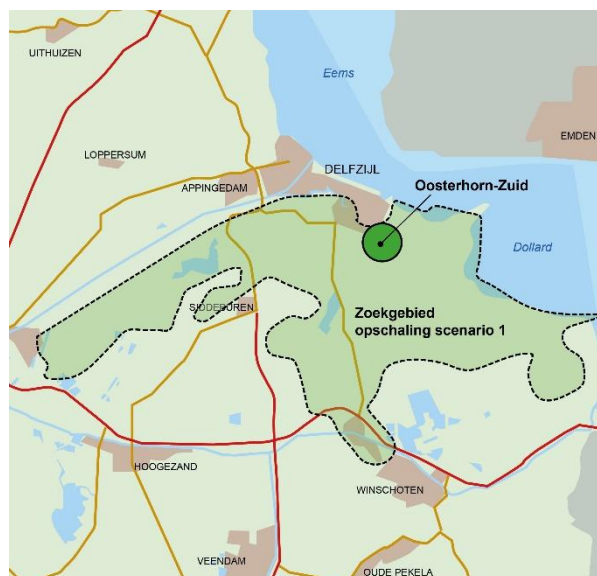 UITHUIZEN
Eems
EMDEN
LOPPERSUM
DELFZIJL
APPINGEDAM
Oosterhorn-Zuid
Dollard
SIDDEBUREN
Zoekgebied
opschaling scenario 1
HOOGEZAND
WINSCHOTEN
VEENDAM
OUDE PEKELA